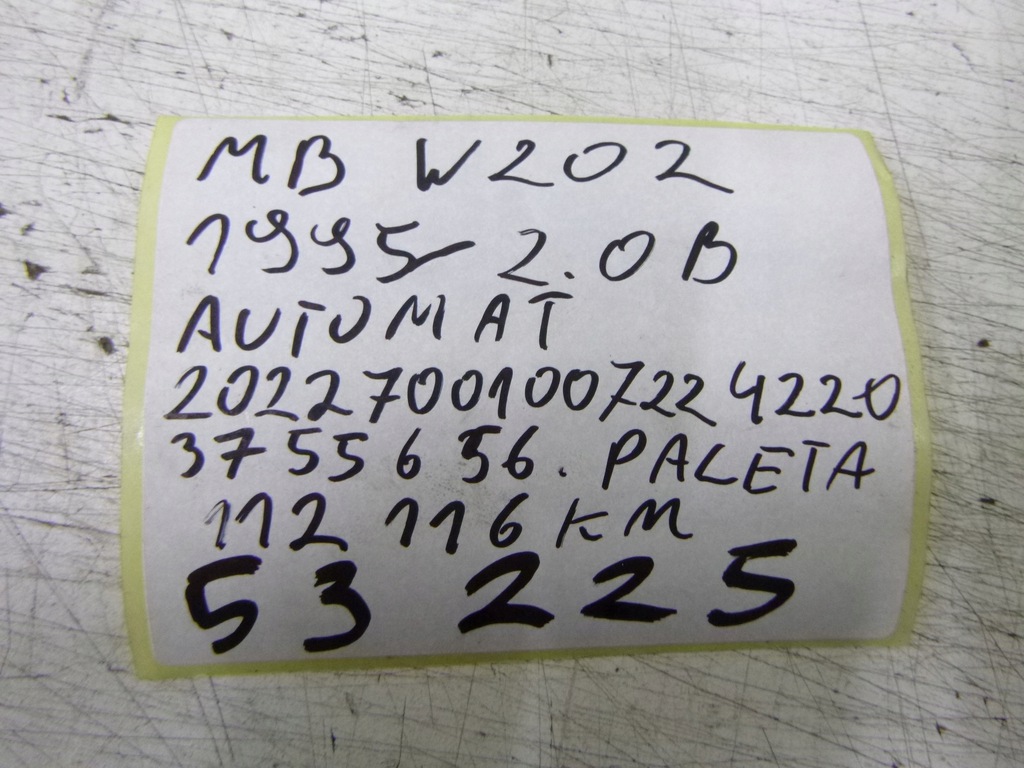 MB W202
1995 2.0B
AUTOMAT
2022700100722 4220
3755656. PALETA
112 116 KM
53 225